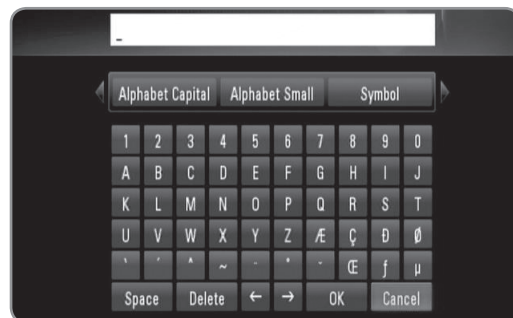 _
Alphabet Capital Alphabet Small Symbol
1 2 3 4 5 6 7 8 9 0
A B C D E F G H I J
K L M N O P Q R S T
U V W X Y Z Æ Ç Ð Ø
` ´ ^ ~ Œ ƒ µ
Space Delete ← → OK Cancel